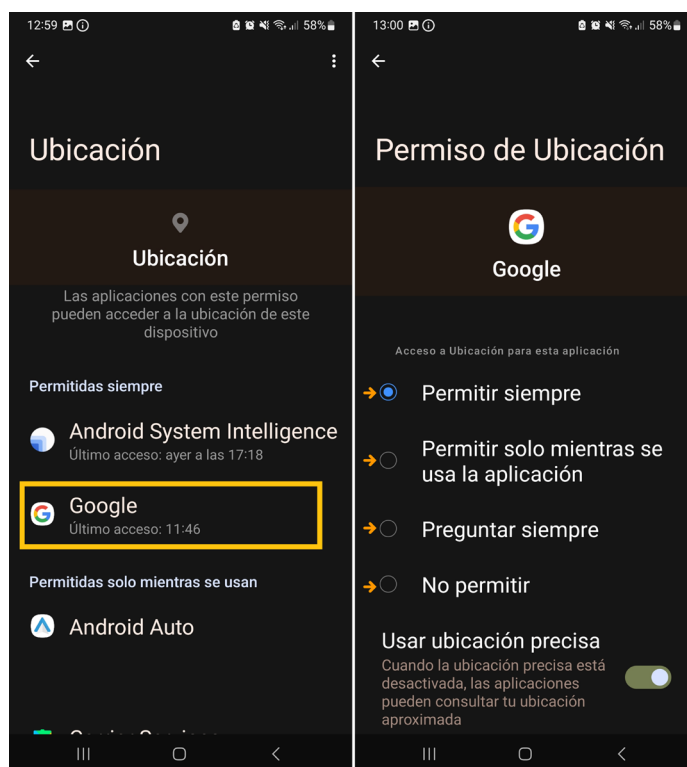 12:59
58%
Ubicación
Ubicación
Las aplicaciones con este permiso
pueden acceder a la ubicación de este
dispositivo
Permitidas siempre
Android System Intelligence
Último acceso: ayer a las 17:18
Google
Último acceso: 11:46
Permitidas solo mientras se usan
Android Auto
13:00
58%
Permiso de Ubicación
Google
Acceso a Ubicación para esta aplicación
Permitir siempre
Permitir solo mientras se
usa la aplicación
Preguntar siempre
No permitir
Usar ubicación precisa
Cuando la ubicación precisa está
desactivada, las aplicaciones
pueden consultar tu ubicación
aproximada